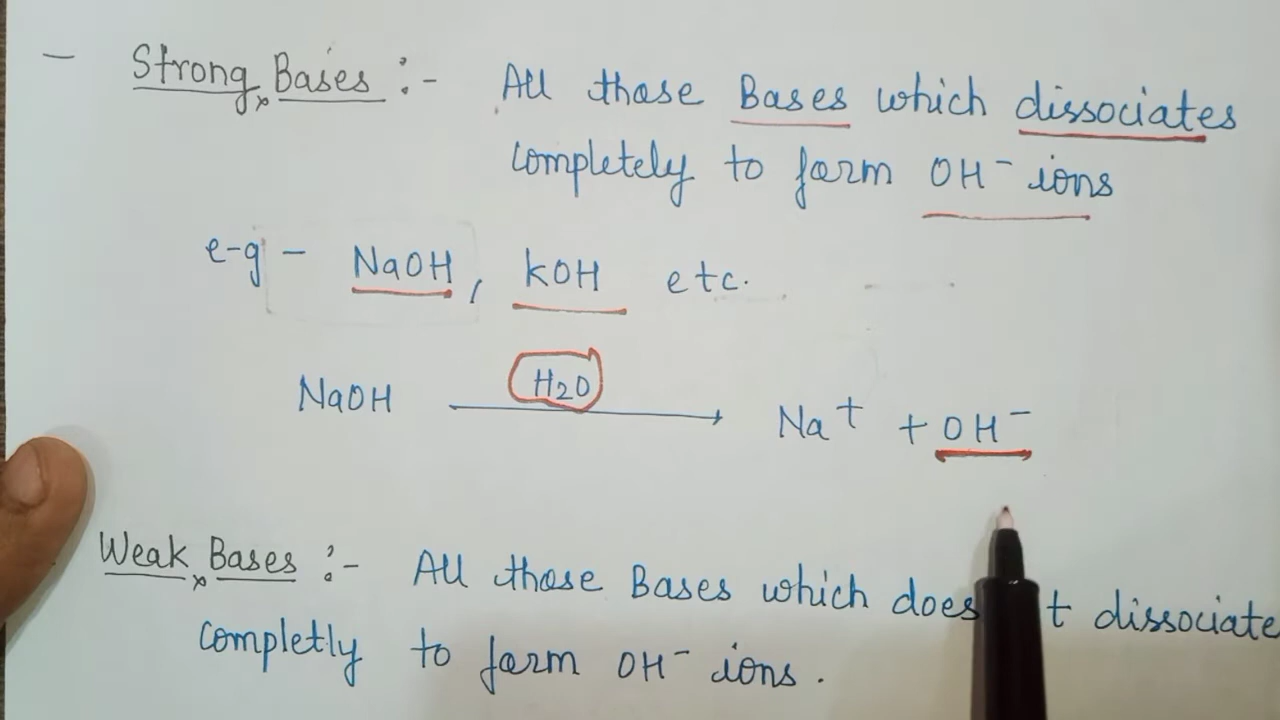 – Strong Bases :- All those Bases which dissociates
completely to form OH⁻ ions
e-g – NaOH, KOH etc.
H2O
NaOH → Na⁺ + OH⁻
Weak Bases :- All those Bases which does t dissociate
completly to form OH⁻ ions.